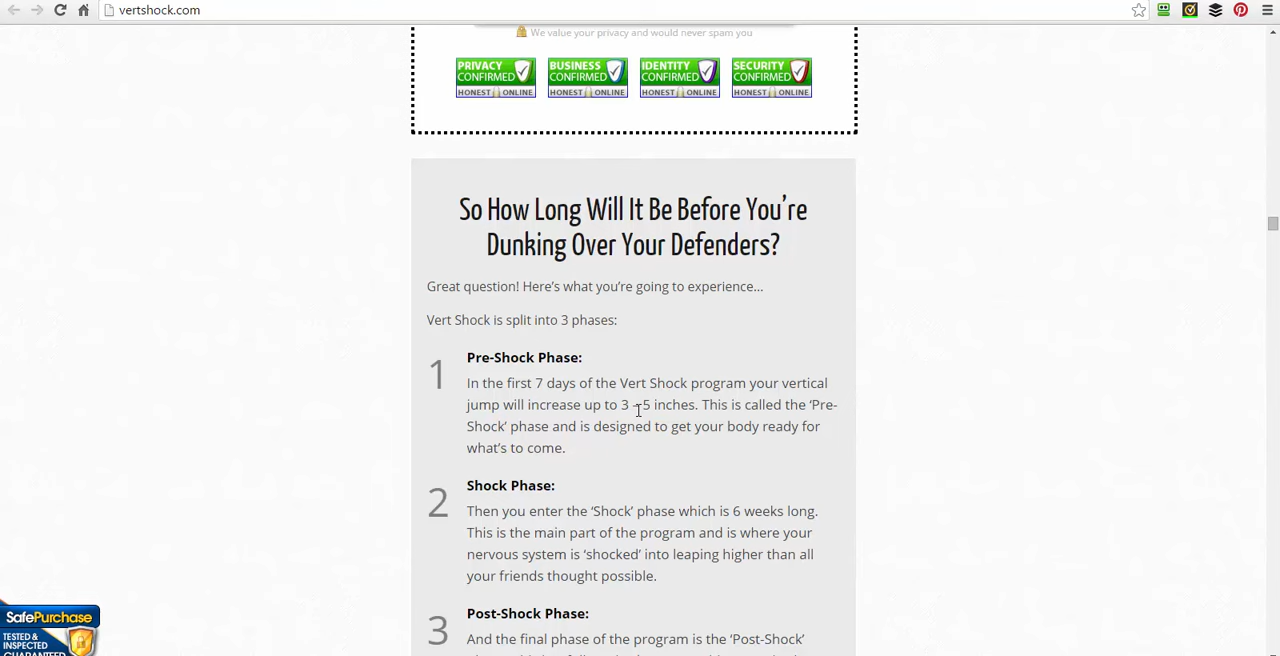 vertshock.com
We value your privacy and would never spam you
PRIVACY CONFIRMED HONEST ONLINE
BUSINESS CONFIRMED HONEST ONLINE
IDENTITY CONFIRMED HONEST ONLINE
SECURITY CONFIRMED HONEST ONLINE
So How Long Will It Be Before You’re
Dunking Over Your Defenders?
Great question! Here’s what you’re going to experience…
Vert Shock is split into 3 phases:
1
Pre-Shock Phase:
In the first 7 days of the Vert Shock program your vertical
jump will increase up to 3 – 5 inches. This is called the ‘Pre-
Shock’ phase and is designed to get your body ready for
what’s to come.
2
Shock Phase:
Then you enter the ‘Shock’ phase which is 6 weeks long.
This is the main part of the program and is where your
nervous system is ‘shocked’ into leaping higher than all
your friends thought possible.
3
Post-Shock Phase:
And the final phase of the program is the ‘Post-Shock’
SafePurchase
TESTED &
INSPECTED
GUARANTEED